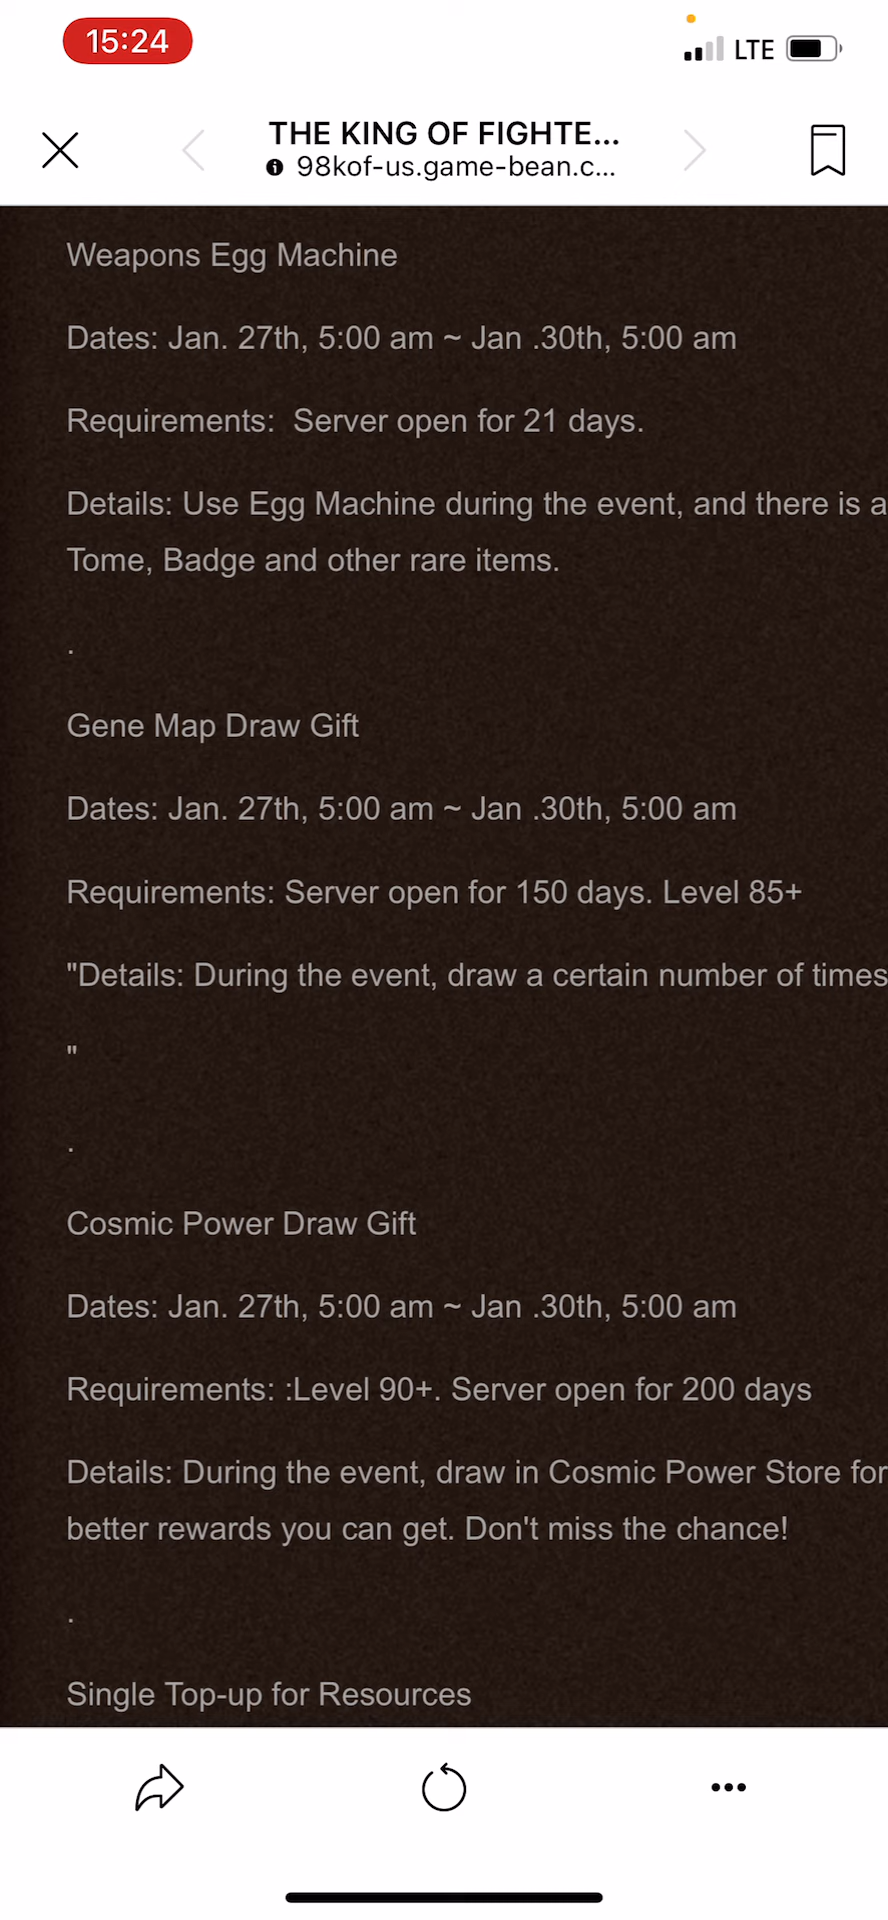 15:24
LTE
THE KING OF FIGHTE...
98kof-us.game-bean.c...
Weapons Egg Machine
Dates: Jan. 27th, 5:00 am ~ Jan .30th, 5:00 am
Requirements:  Server open for 21 days.
Details: Use Egg Machine during the event, and there is a
Tome, Badge and other rare items.
.
Gene Map Draw Gift
Dates: Jan. 27th, 5:00 am ~ Jan .30th, 5:00 am
Requirements: Server open for 150 days. Level 85+
"Details: During the event, draw a certain number of times
"
.
Cosmic Power Draw Gift
Dates: Jan. 27th, 5:00 am ~ Jan .30th, 5:00 am
Requirements: :Level 90+. Server open for 200 days
Details: During the event, draw in Cosmic Power Store for
better rewards you can get. Don't miss the chance!
.
Single Top-up for Resources